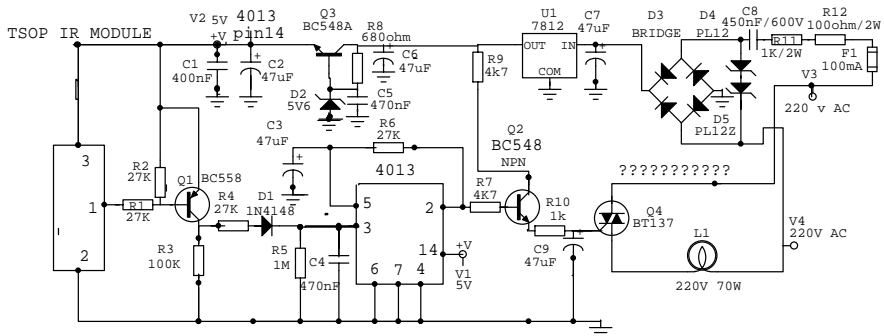 TSOP IR MODULE
V2 5V
+V
4013
pin14
Q3
BC548A
R8
680ohm
C6
47uF
U1
7812
OUT IN
COM
C7
47uF
D3
BRIDGE
D4
PL12
C8
450nF/600V
R12
100ohm/2W
R11
1K/2W
F1
100mA
C1
400nF
C2
47uF
D2
5V6
C5
470nF
R9
4k7
V3
220 v AC
D5
PL12Z
C3
47uF
R6
27K
Q2
BC548
NPN
???????????
3
1
2
R2
27K
R1
27K
Q1
BC558
R4
27K
D1
1N4148
4013
5
3
2
14
6 7 4
R7
4K7
R10
1k
Q4
BT137
V4
220V AC
R3
100K
R5
1M
C4
470nF
+V
V1
5V
C9
47uF
L1
220V 70W